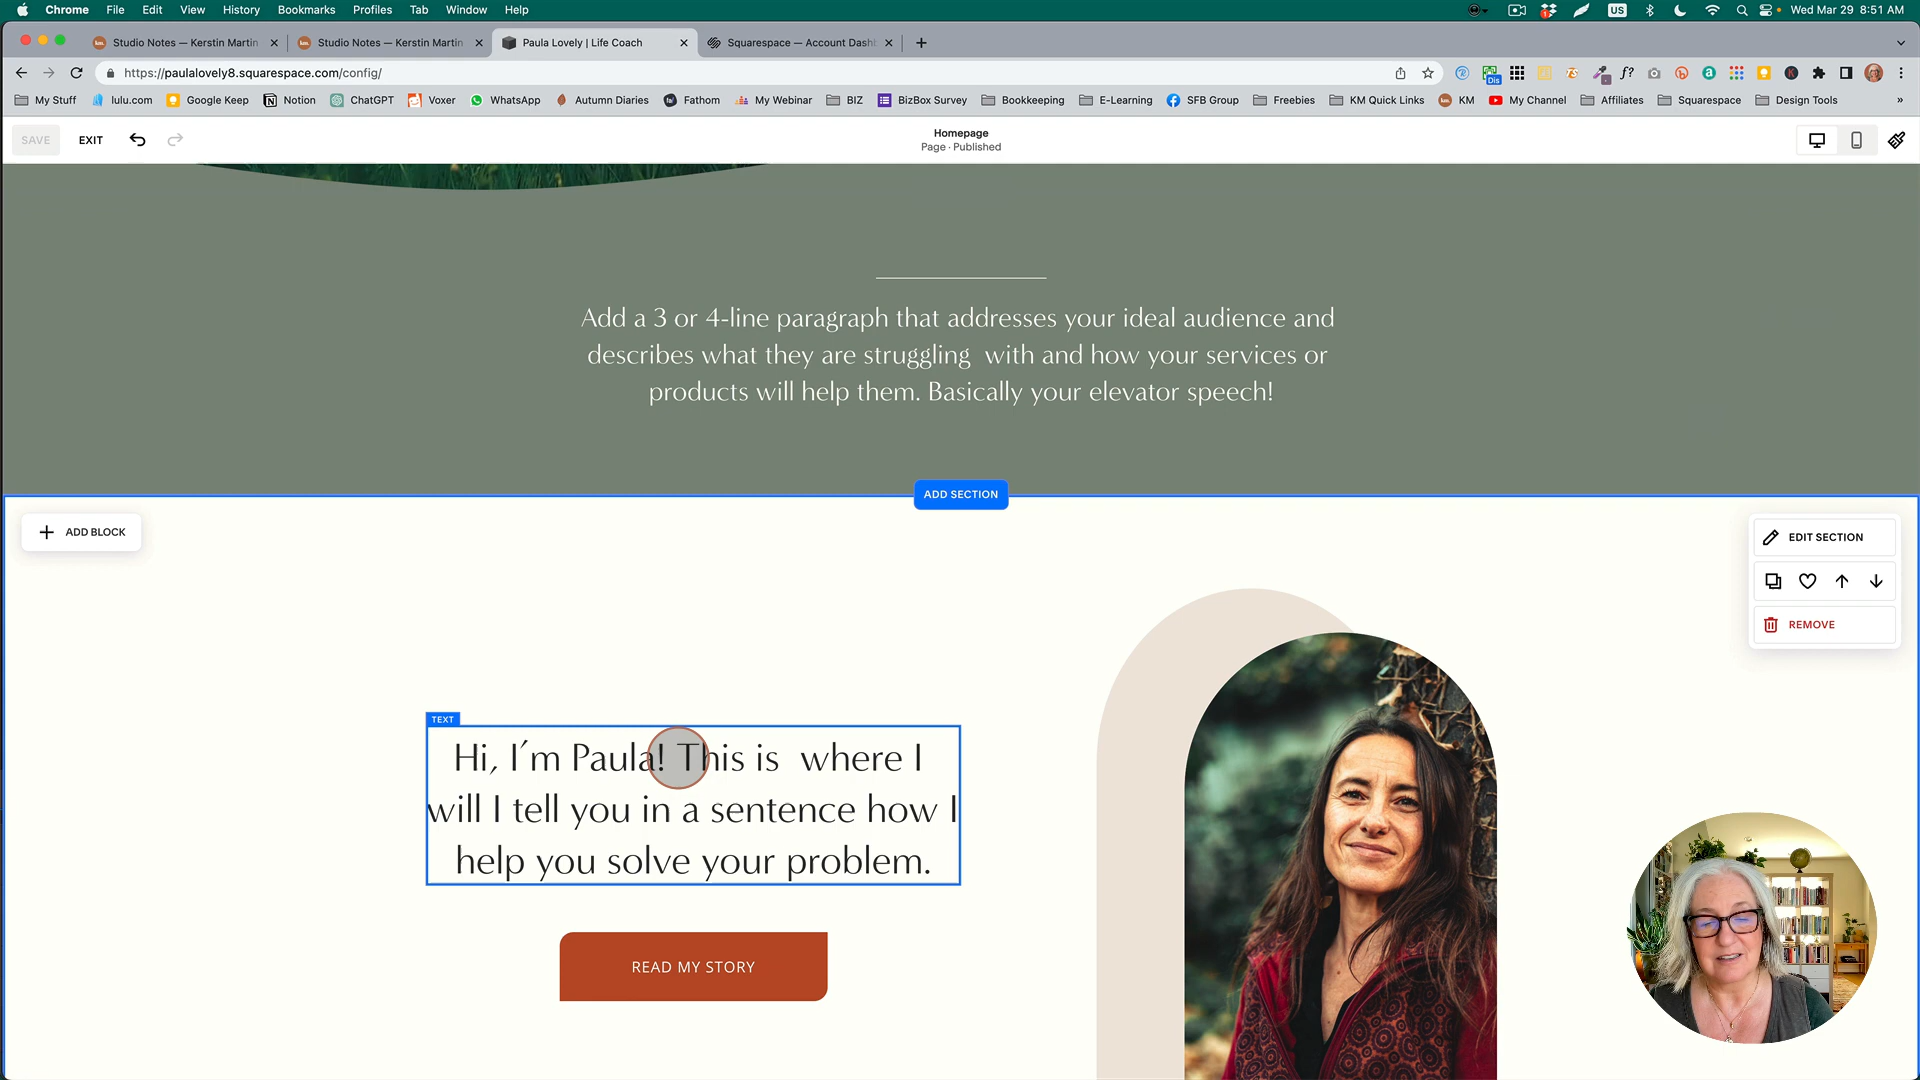 Chrome File Edit View History Bookmarks Profiles Tab Window Help US Wed Mar 29 8:51 AM
Studio Notes — Kerstin Martin Studio Notes — Kerstin Martin Paula Lovely | Life Coach Squarespace — Account Dash
https://paulalovely8.squarespace.com/config/
My Stuff lulu.com Google Keep Notion ChatGPT Voxer WhatsApp Autumn Diaries Fathom My Webinar BIZ BizBox Survey Bookkeeping E-Learning SFB Group Freebies KM Quick Links KM My Channel Affiliates Squarespace Design Tools »
SAVE EXIT Homepage
Page · Published
Add a 3 or 4-line paragraph that addresses your ideal audience and
describes what they are struggling  with and how your services or
products will help them. Basically your elevator speech!
ADD SECTION
ADD BLOCK
EDIT SECTION
REMOVE
TEXT
Hi, I´m Paula! This is  where I
will I tell you in a sentence how I
help you solve your problem.
READ MY STORY